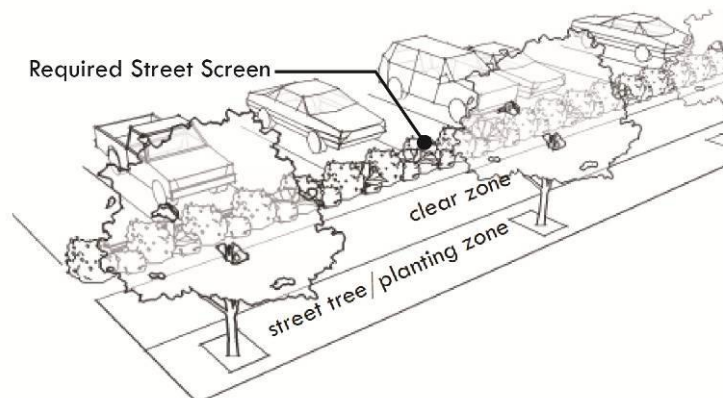 Required Street Screen
clear zone
street tree/planting zone